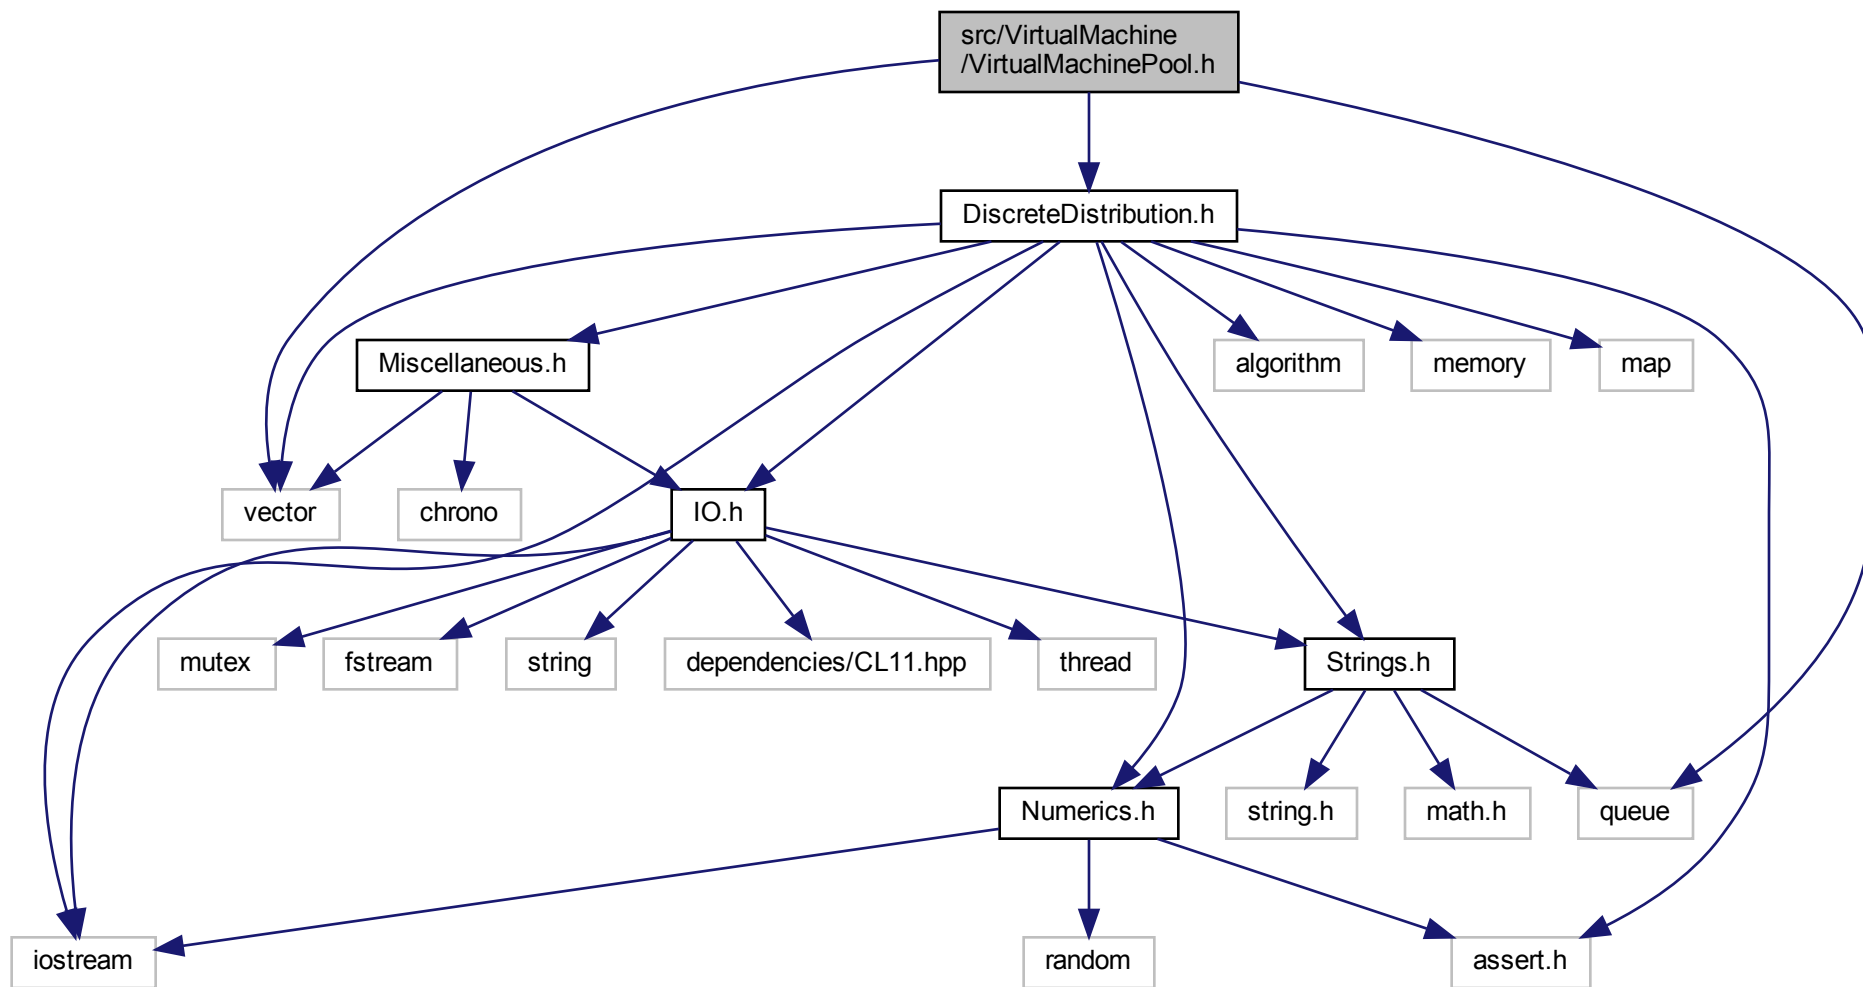 src/VirtualMachine
/VirtualMachinePool.h
DiscreteDistribution.h
Miscellaneous.h
algorithm
memory
map
vector
chrono
IO.h
mutex
fstream
string
dependencies/CL11.hpp
thread
Strings.h
Numerics.h
string.h
math.h
queue
iostream
random
assert.h